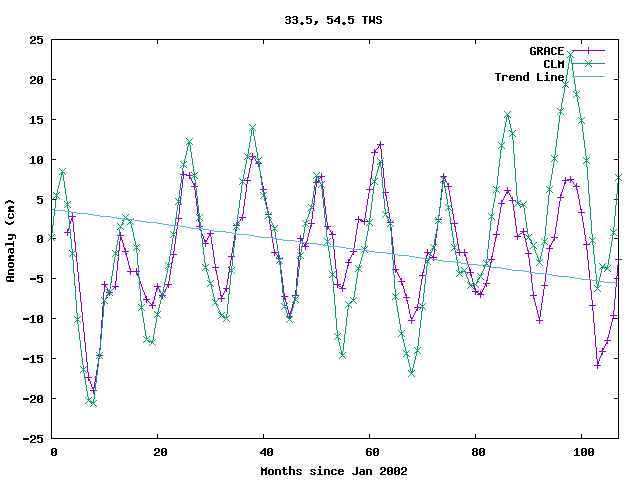 33.5, 54.5 TWS
GRACE
CLM
Trend Line
25
20
15
10
5
0
-5
-10
-15
-20
-25
Anomaly (cm)
0 20 40 60 80 100
Months since Jan 2002